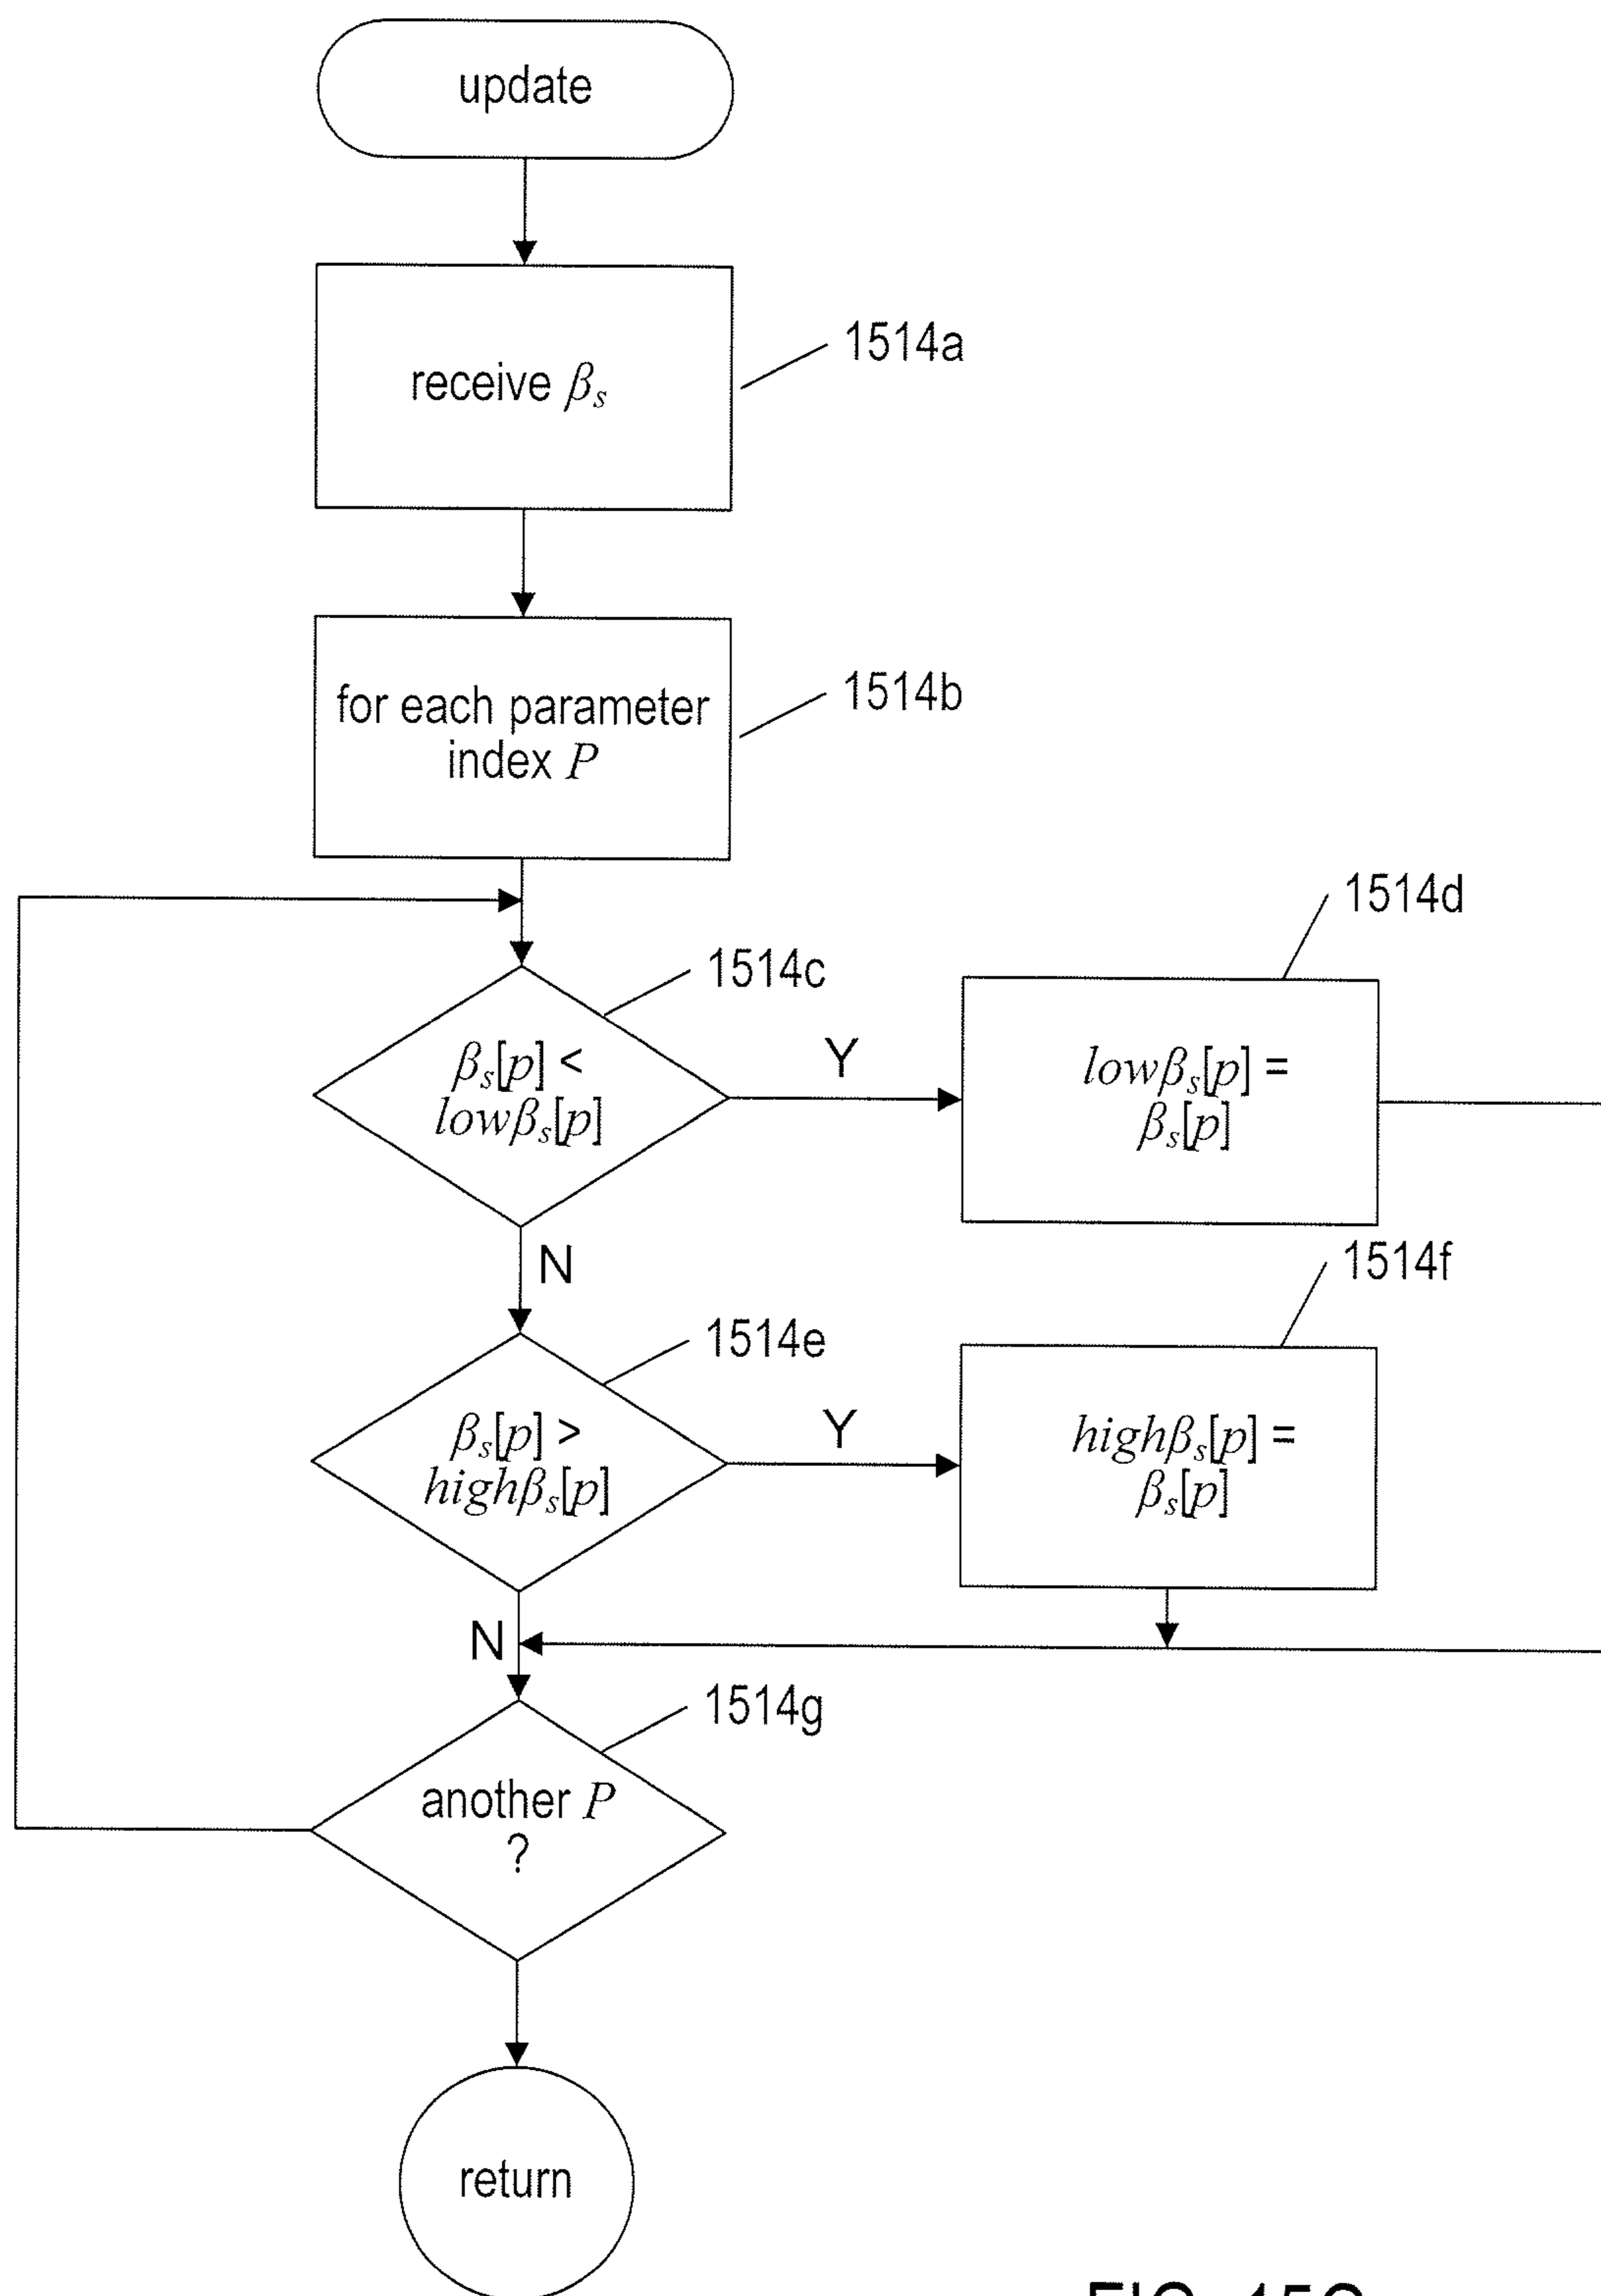 update
receive βs
1514a
for each parameter
index P
1514b
1514c
βs[p] <
lowβs[p]
Y
1514d
lowβs[p] =
βs[p]
N
1514e
βs[p] >
highβs[p]
Y
1514f
highβs[p] =
βs[p]
N
1514g
another P
?
return